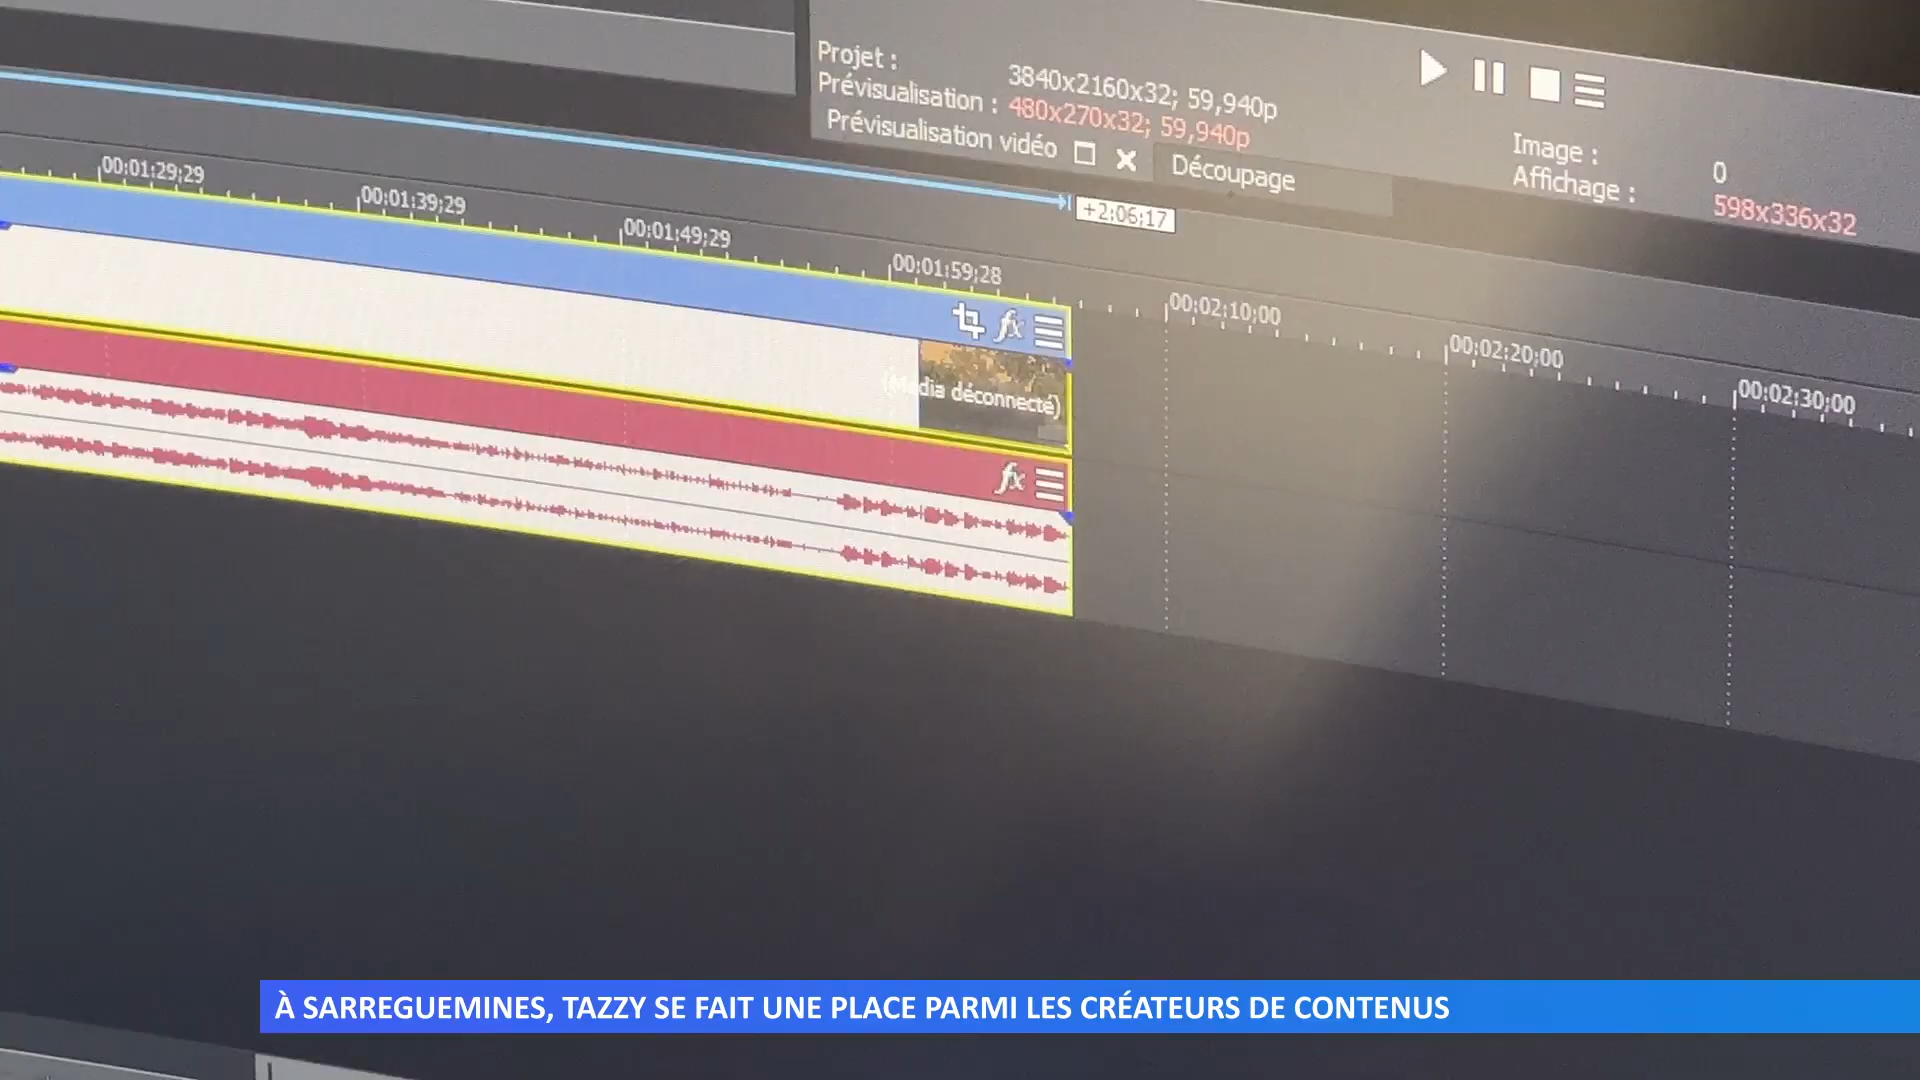 Projet :
3840x2160x32; 59,940p
Prévisualisation :
480x270x32; 59,940p
Prévisualisation vidéo
Découpage
Image :
0
Affichage :
598x336x32
+2:06;17
00:01:29;29
00:01:39;29
00:01:49;29
00:01:59;28
00:02:10;00
00:02:20;00
00:02:30;00
fx
(Média déconnecté)
fx
À SARREGUEMINES, TAZZY SE FAIT UNE PLACE PARMI LES CRÉATEURS DE CONTENUS